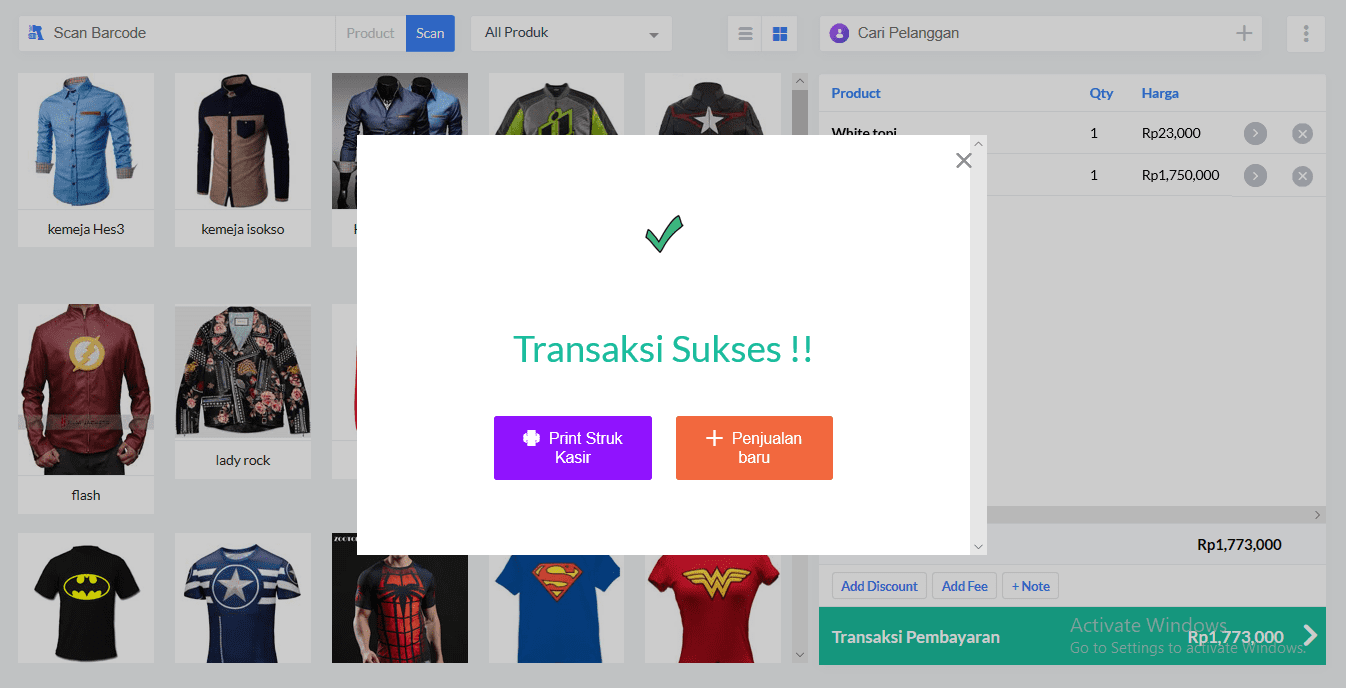 Scan Barcode
Product
Scan
All Produk
Cari Pelanggan
Product Qty Harga
White topi 1 Rp23,000
1 Rp1,750,000
kemeja Hes3
kemeja isokso
Transaksi Sukses !!
Print Struk
Kasir
Penjualan
baru
flash
lady rock
Rp1,773,000
Add Discount
Add Fee
+ Note
Transaksi Pembayaran
Rp1,773,000
Activate Windows
Go to Settings to activate Windows.